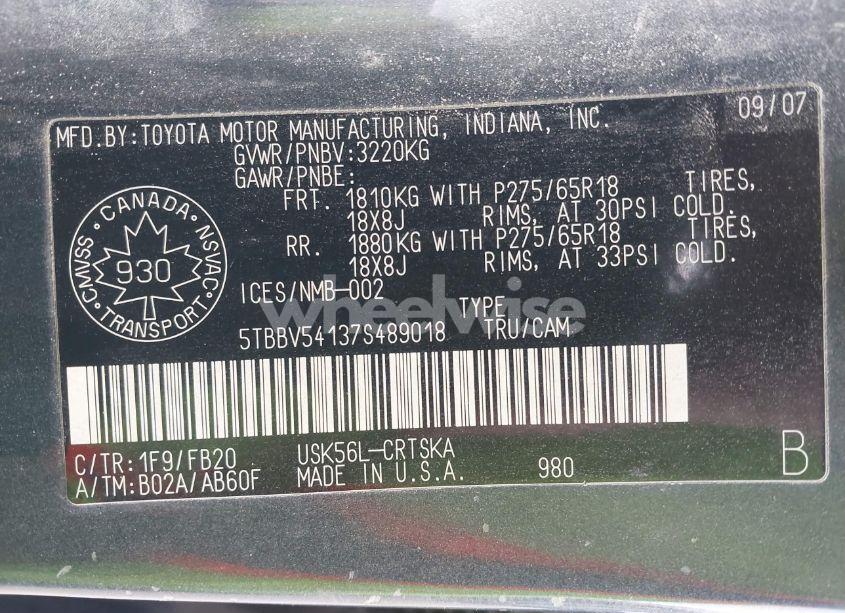 09/07
MFD.BY:TOYOTA MOTOR MANUFACTURING, INDIANA, INC.
GVWR/PNBV:3220KG
GAWR/PNBE:
FRT. 1810KG WITH P275/65R18 TIRES,
18X8J RIMS, AT 30PSI COLD.
RR. 1880KG WITH P275/65R18 TIRES,
18X8J RIMS, AT 33PSI COLD.
CANADA
CMVSS 930 NSVAC
TRANSPORT
ICES/NMB-002
wheelwise
TYPE
5TBBV54137S489018 TRU/CAM
C/TR:1F9/FB20 USK56L-CRTSKA
A/TM:B02A/AB60F MADE IN U.S.A. 980 B